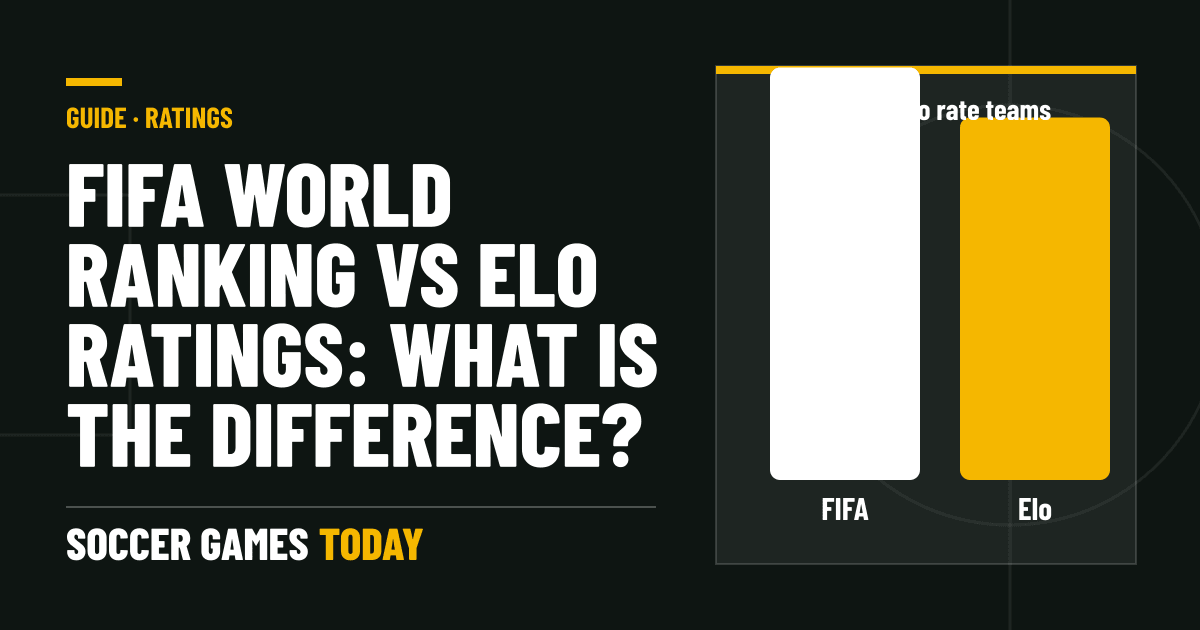 GUIDE · RATINGS
FIFA WORLD
RANKING VS ELO
RATINGS: WHAT IS
THE DIFFERENCE?
SOCCER GAMES TODAY
rate teams
FIFA
Elo